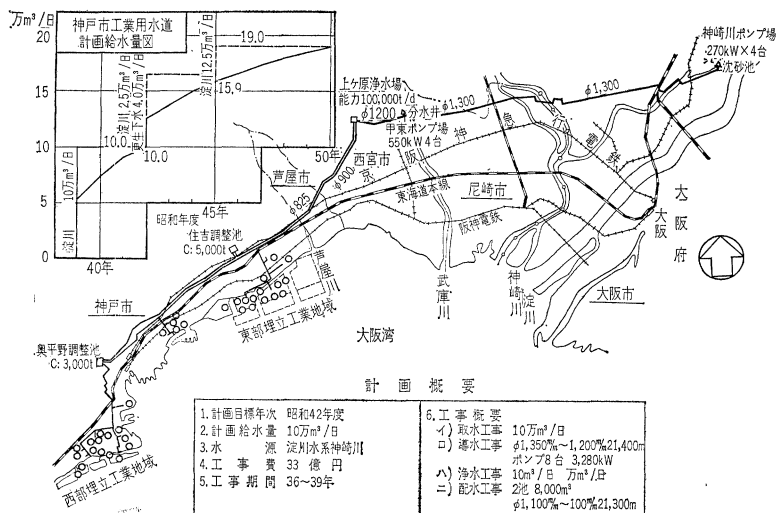 万m³/日
20
15
10
5
0
神戸市工業用水道
計画給水量図
19.0
淀川12.5万m³/日
15.9
淀川 2.5万m³/日
更生下水4.0万m³/日
10.0
10.0
淀川 10万m³/日
50年
45年
昭和年度
40年
神崎川ポンプ場
270kW×4台
沈砂池
φ1,300
上ケ原浄水場
能力100,000t/d
φ1,300
φ1200
分水井
甲東ポンプ場
550kW 4台
西宮市
芦屋市
φ900
φ825
京阪神急行電鉄
東海道本線
尼崎市
阪神電鉄
大阪
大阪府
住吉調整池
C: 5,000t
芦屋川
武庫川
神崎川
淀川
大阪市
神戸市
東部埋立工業地域
大阪湾
奥平野調整池
C: 3,000t
西部埋立工業地域
計画概要
1.計画目標年次 昭和42年度
2.計画給水量 10万m³/日
3.水源 淀川水系神崎川
4.工事費 33億円
5.工事期間 36〜39年
6.工事概要
イ)取水工事 10万m³/日
ロ)導水工事 φ1,350㎜〜1,200㎜21,400m
ポンプ8台 3,280kW
ハ)浄水工事 10m³/日 万m³/日
ニ)配水工事 2池 8,000m³
φ1,100㎜〜100㎜21,300m